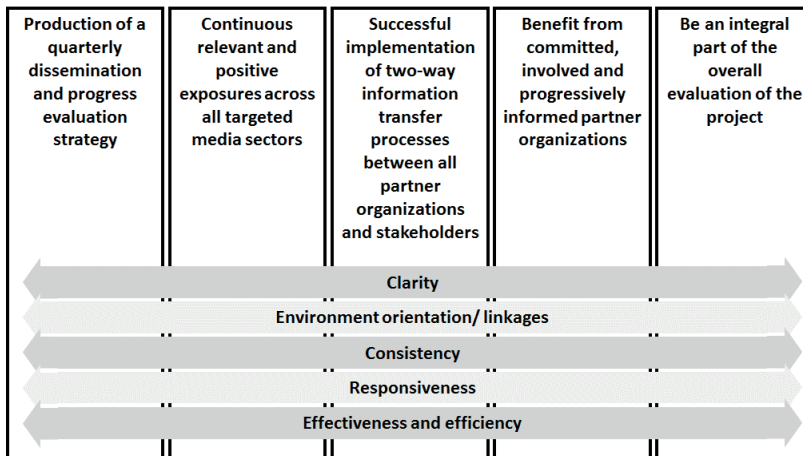 Production of a
quarterly
dissemination
and progress
evaluation
strategy
Continuous
relevant and
positive
exposures across
all targeted
media sectors
Successful
implementation
of two-way
information
transfer
processes
between all
partner
organizations
and stakeholders
Benefit from
committed,
involved and
progressively
informed partner
organizations
Be an integral
part of the
overall
evaluation of the
project
Clarity
Environment orientation/ linkages
Consistency
Responsiveness
Effectiveness and efficiency